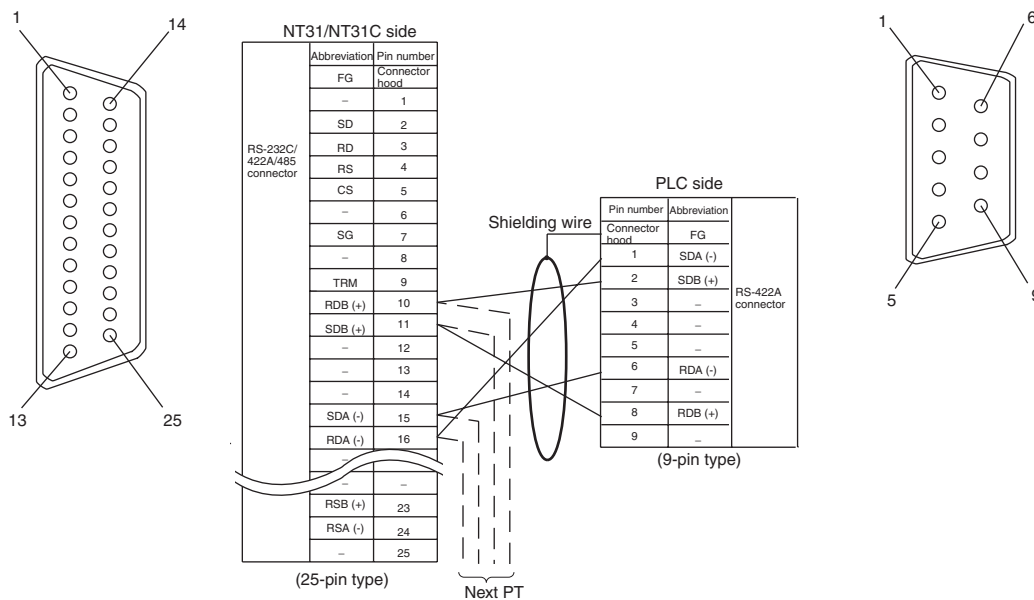 1
14
13
25
NT31/NT31C side
Abbreviation Pin number
FG Connector hood
– 1
SD 2
RD 3
RS 4
CS 5
– 6
SG 7
– 8
TRM 9
RDB (+) 10
SDB (+) 11
– 12
– 13
– 14
SDA (-) 15
RDA (-) 16
–
– –
RSB (+) 23
RSA (-) 24
– 25
RS-232C/
422A/485
connector
(25-pin type)
Next PT
Shielding wire
PLC side
Pin number Abbreviation
Connector hood FG
1 SDA (-)
2 SDB (+)
3 –
4 –
5 –
6 RDA (-)
7 –
8 RDB (+)
9 –
RS-422A
connector
(9-pin type)
1
6
5
9